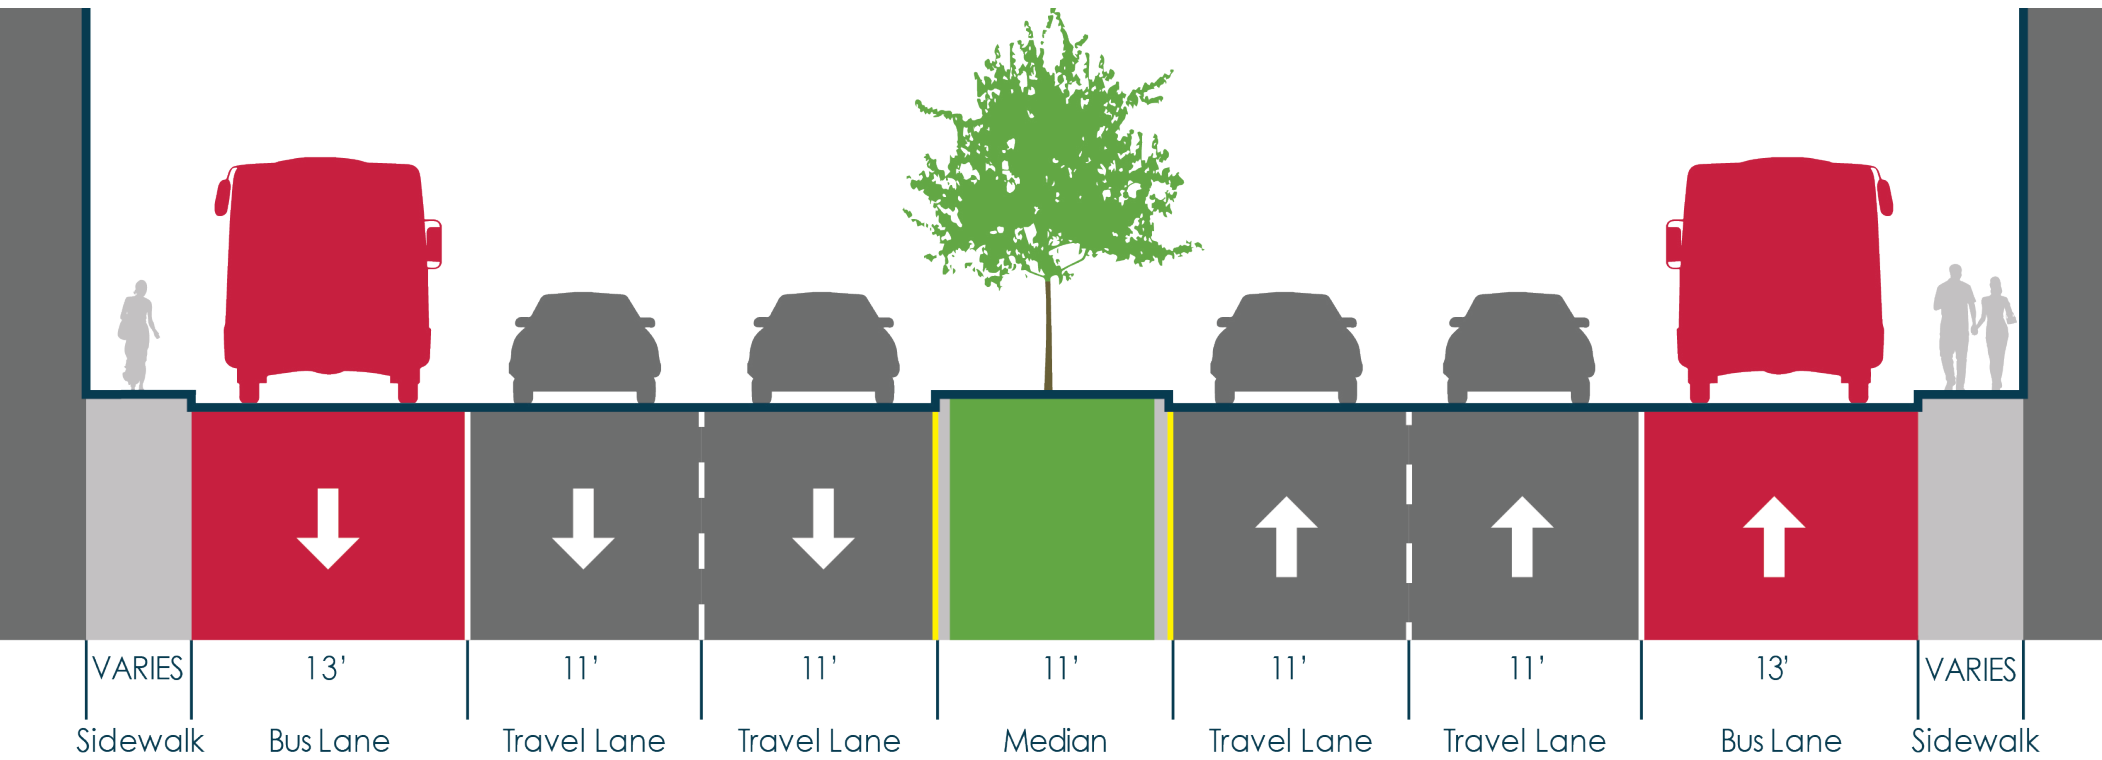 VARIES 13’ 11’ 11’ 11’ 11’ 11’ 13’ VARIES
Sidewalk Bus Lane Travel Lane Travel Lane Median Travel Lane Travel Lane Bus Lane Sidewalk